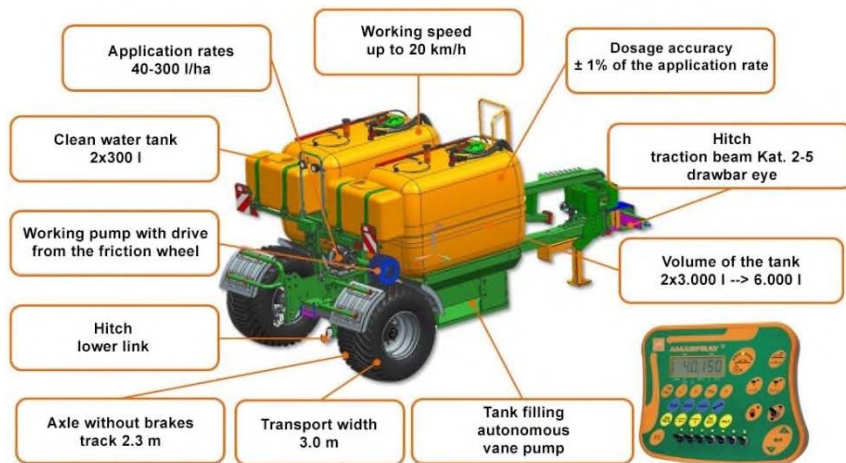 Working speed
up to 20 km/h
Application rates
40-300 l/ha
Dosage accuracy
± 1% of the application rate
Clean water tank
2x300 l
Hitch
traction beam Kat. 2-5
drawbar eye
Working pump with drive
from the friction wheel
Volume of the tank
2x3.000 l --> 6.000 l
Hitch
lower link
AMASPRAY+
Axle without brakes
track 2.3 m
Transport width
3.0 m
Tank filling
autonomous
vane pump